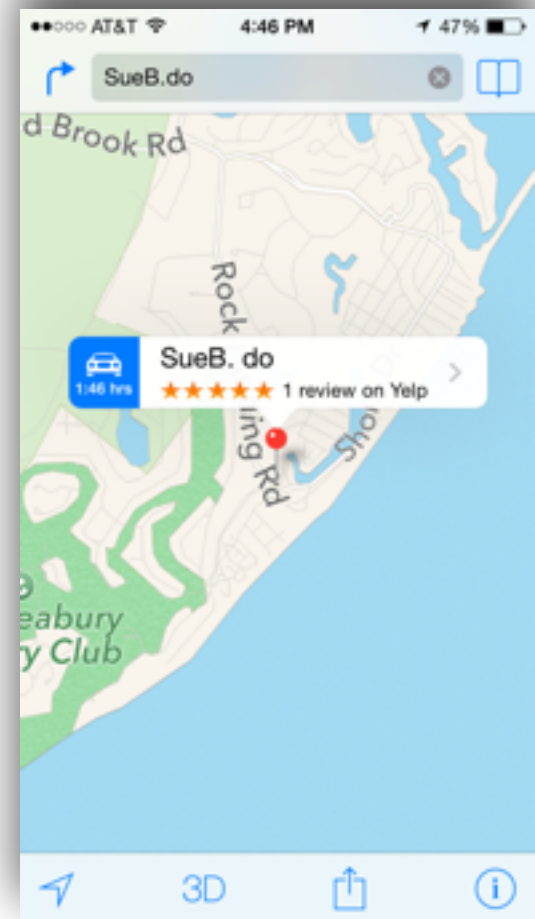 AT&T 4:46 PM 47%
SueB.do
d Brook Rd
Rock
SueB. do
1:46 hrs
1 review on Yelp
ing Rd
Sho
eabury
y Club
3D